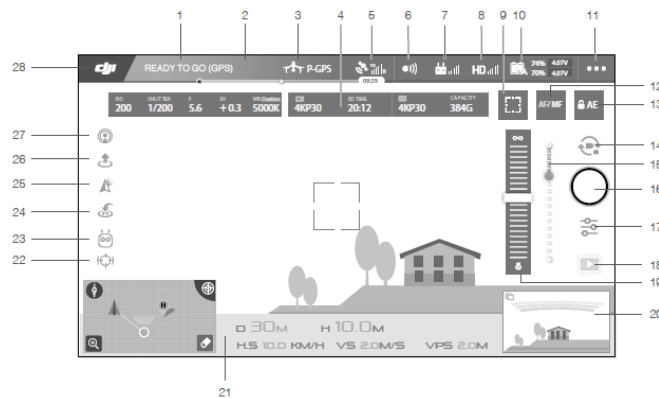 1 2 3 4 5 6 7 8 9 10 11
28 dji READY TO GO (GPS) P-GPS HD 74% 4.07V
70% 4.07V
09:29
ISO SHUTTER F EV WB CAPACITY
200 1/200 5.6 +0.3 5000K 4KP30 20:12 4KP30 384G AF/MF AE
12
13
27
26
25
24
23
22
14
15
16
17
18
19
20
H
D 30M H 10.0M
H.S 10.0 KM/H VS 2.0M/S VPS 2.0M
21